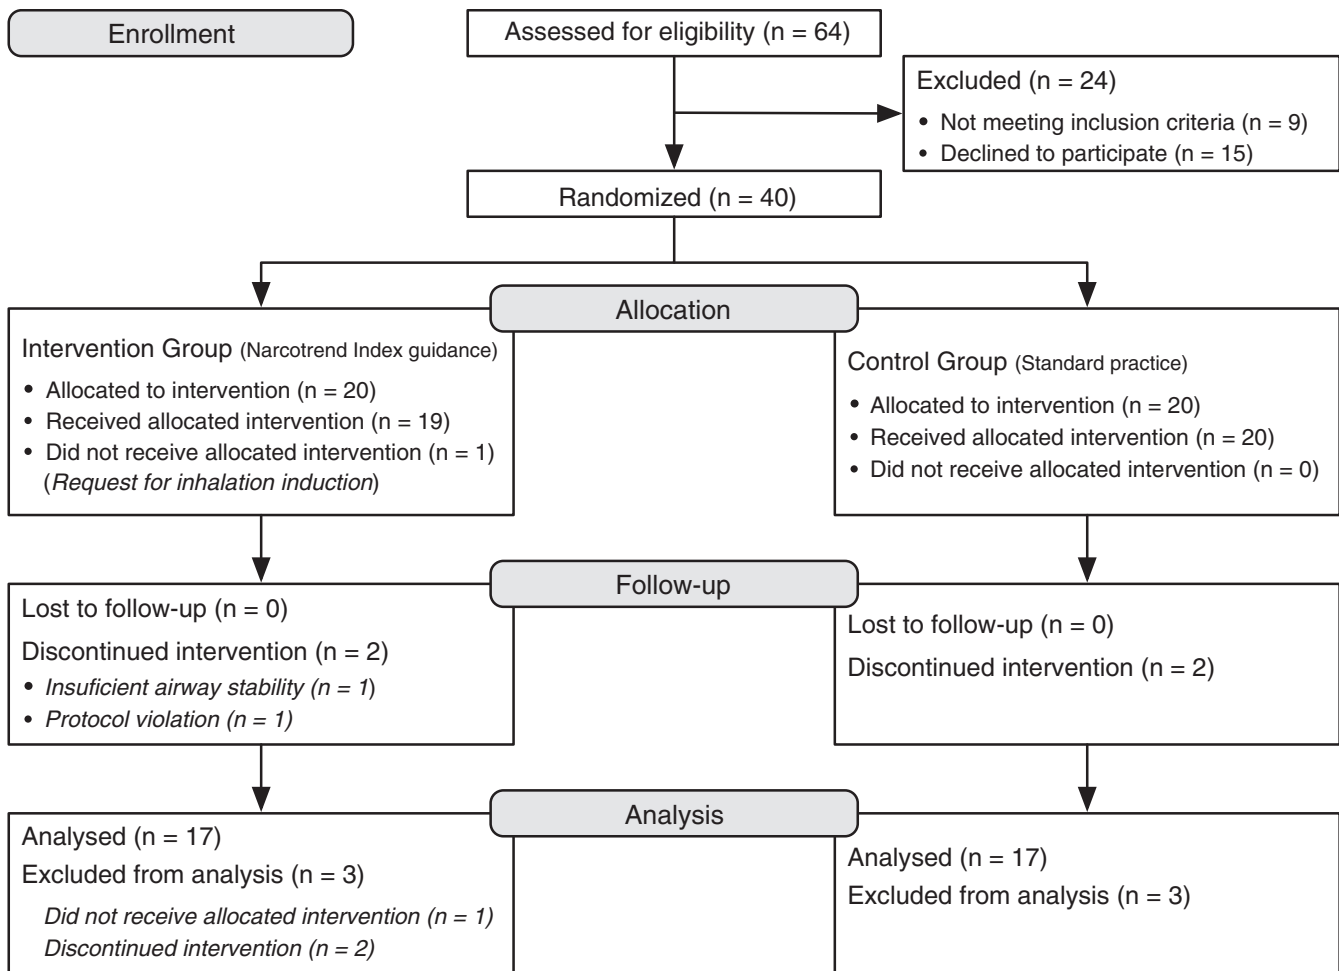 Enrollment
Assessed for eligibility (n = 64)
Excluded (n = 24)
• Not meeting inclusion criteria (n = 9)
• Declined to participate (n = 15)
Randomized (n = 40)
Allocation
Intervention Group (Narcotrend Index guidance)
• Allocated to intervention (n = 20)
• Received allocated intervention (n = 19)
• Did not receive allocated intervention (n = 1)
(Request for inhalation induction)
Control Group (Standard practice)
• Allocated to intervention (n = 20)
• Received allocated intervention (n = 20)
• Did not receive allocated intervention (n = 0)
Follow-up
Lost to follow-up (n = 0)
Discontinued intervention (n = 2)
• Insuficient airway stability (n = 1)
• Protocol violation (n = 1)
Lost to follow-up (n = 0)
Discontinued intervention (n = 2)
Analysis
Analysed (n = 17)
Excluded from analysis (n = 3)
Did not receive allocated intervention (n = 1)
Discontinued intervention (n = 2)
Analysed (n = 17)
Excluded from analysis (n = 3)